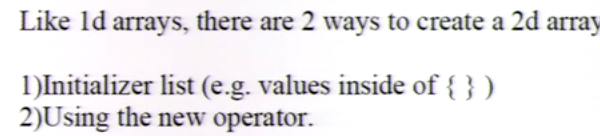 Like 1d arrays, there are 2 ways to create a 2d array
1)Initializer list (e.g. values inside of { } )
2)Using the new operator.